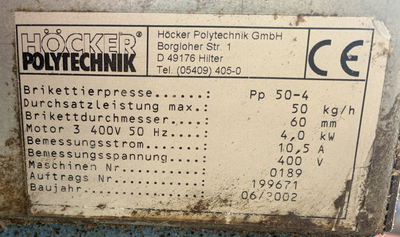 HÖCKER®
POLYTECHNIK
Höcker Polytechnik GmbH
Borgloher Str. 1
D 49176 Hilter
Tel. (05409) 405-0
CE
Brikettierpresse: Pp 50-4
Durchsatzleistung max.: 50 kg/h
Brikettdurchmesser: 60 mm
Motor 3 400V 50 Hz: 4,0 kW
Bemessungsstrom: 10,5 A
Bemessungsspannung: 400 V
Maschinen Nr: 0189
Auftrags Nr: 199671
Baujahr: 06/2002